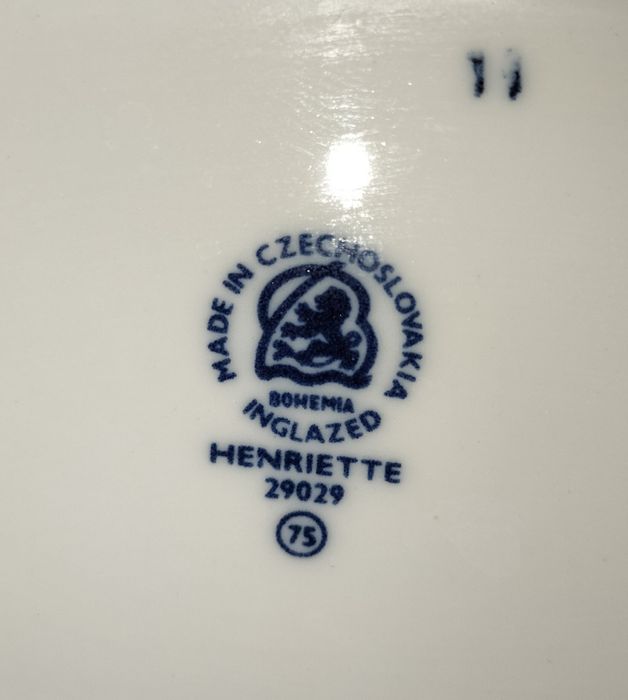 11
MADE IN CZECHOSLOVAKIA
BOHEMIA
INGLAZED
HENRIETTE
29029
75